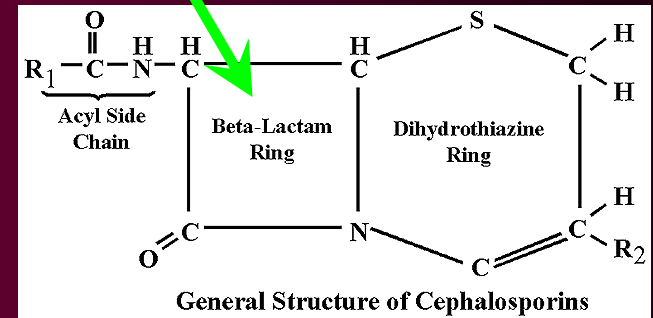 O S H
R1 C N C C C H
H H H
Acyl Side
Chain
Beta-Lactam
Ring
Dihydrothiazine
Ring
H
O C N C R2
C
General Structure of Cephalosporins